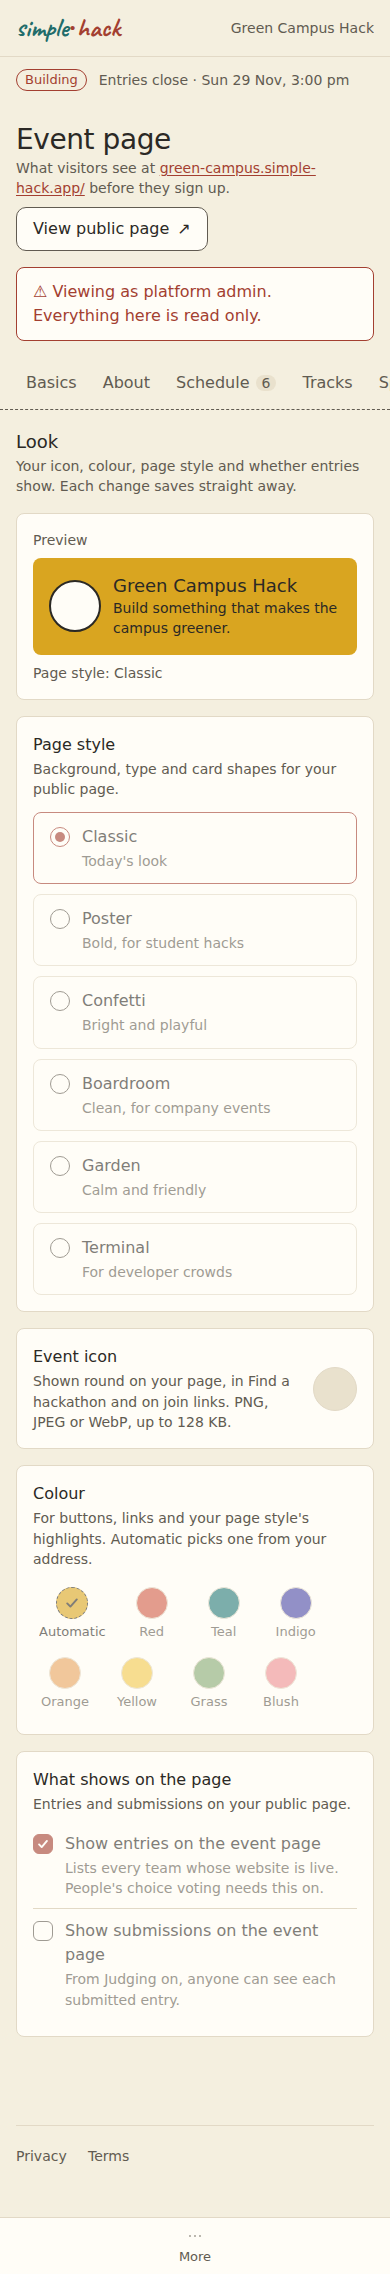 simple·hack
Green Campus Hack
Building
Entries close · Sun 29 Nov, 3:00 pm
Event page
What visitors see at green-campus.simple-
hack.app/ before they sign up.
View public page ↗
⚠ Viewing as platform admin.
Everything here is read only.
Basics About Schedule 6 Tracks S
Look
Your icon, colour, page style and whether entries
show. Each change saves straight away.
Preview
Green Campus Hack
Build something that makes the
campus greener.
Page style: Classic
Page style
Background, type and card shapes for your
public page.
Classic
Today's look
Poster
Bold, for student hacks
Confetti
Bright and playful
Boardroom
Clean, for company events
Garden
Calm and friendly
Terminal
For developer crowds
Event icon
Shown round on your page, in Find a
hackathon and on join links. PNG,
JPEG or WebP, up to 128 KB.
Colour
For buttons, links and your page style's
highlights. Automatic picks one from your
address.
Automatic Red Teal Indigo
Orange Yellow Grass Blush
What shows on the page
Entries and submissions on your public page.
Show entries on the event page
Lists every team whose website is live.
People's choice voting needs this on.
Show submissions on the event
page
From Judging on, anyone can see each
submitted entry.
Privacy Terms
...
More